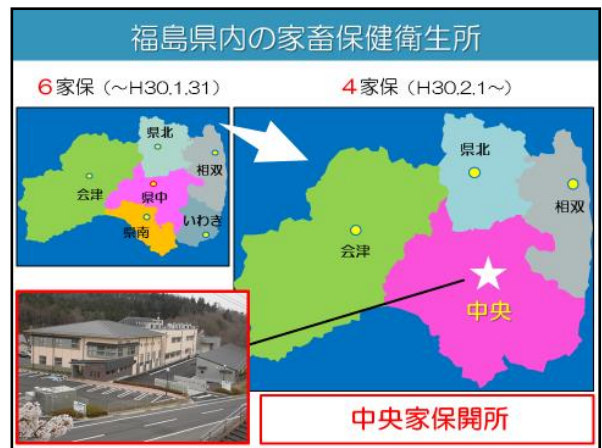 福島県内の家畜保健衛生所
6家保（～H30.1.31）
4家保（H30.2.1～）
県北
相双
会津
県中
いわき
県南
県北
相双
会津
中央
中央家保開所